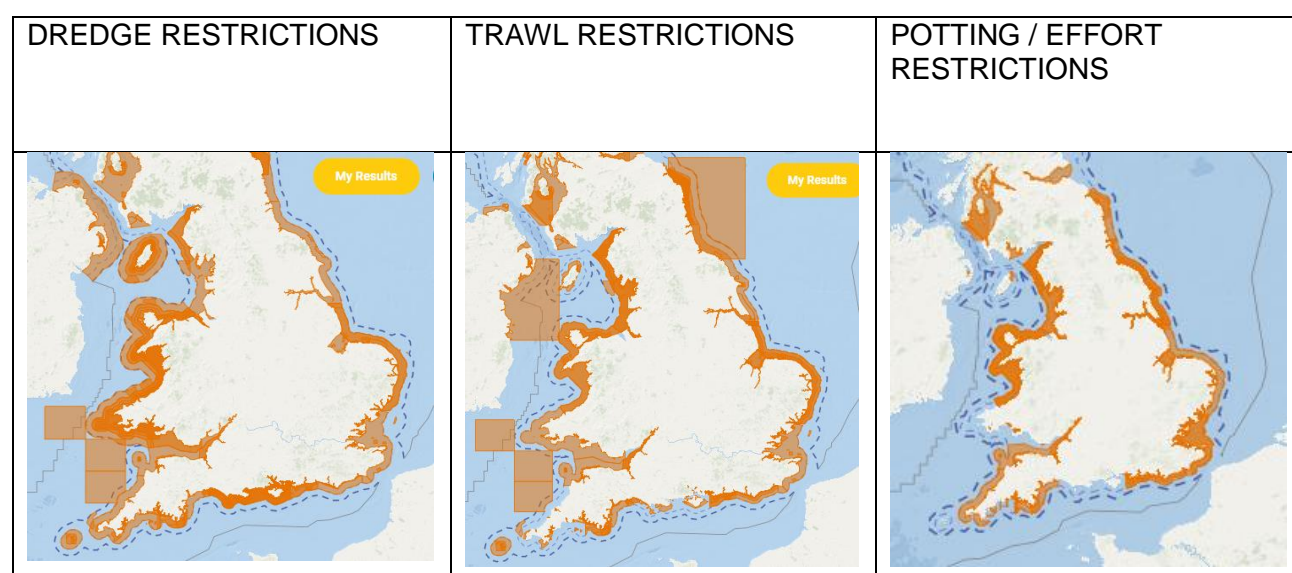 DREDGE RESTRICTIONS
TRAWL RESTRICTIONS
POTTING / EFFORT
RESTRICTIONS
My Results
My Results